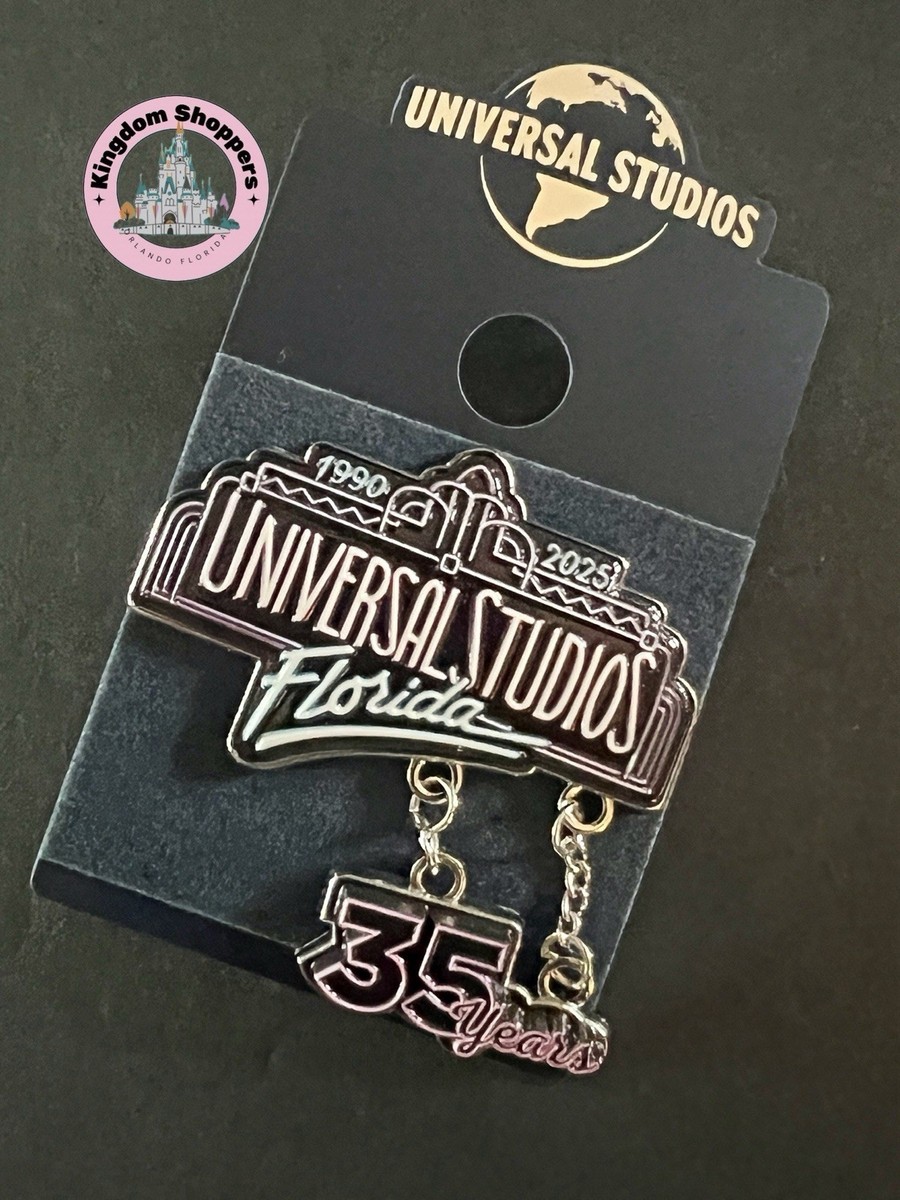 Kingdom Shoppers
ORLANDO FLORIDA
UNIVERSAL STUDIOS
1990
2025
UNIVERSAL STUDIOS
Florida
35
Years